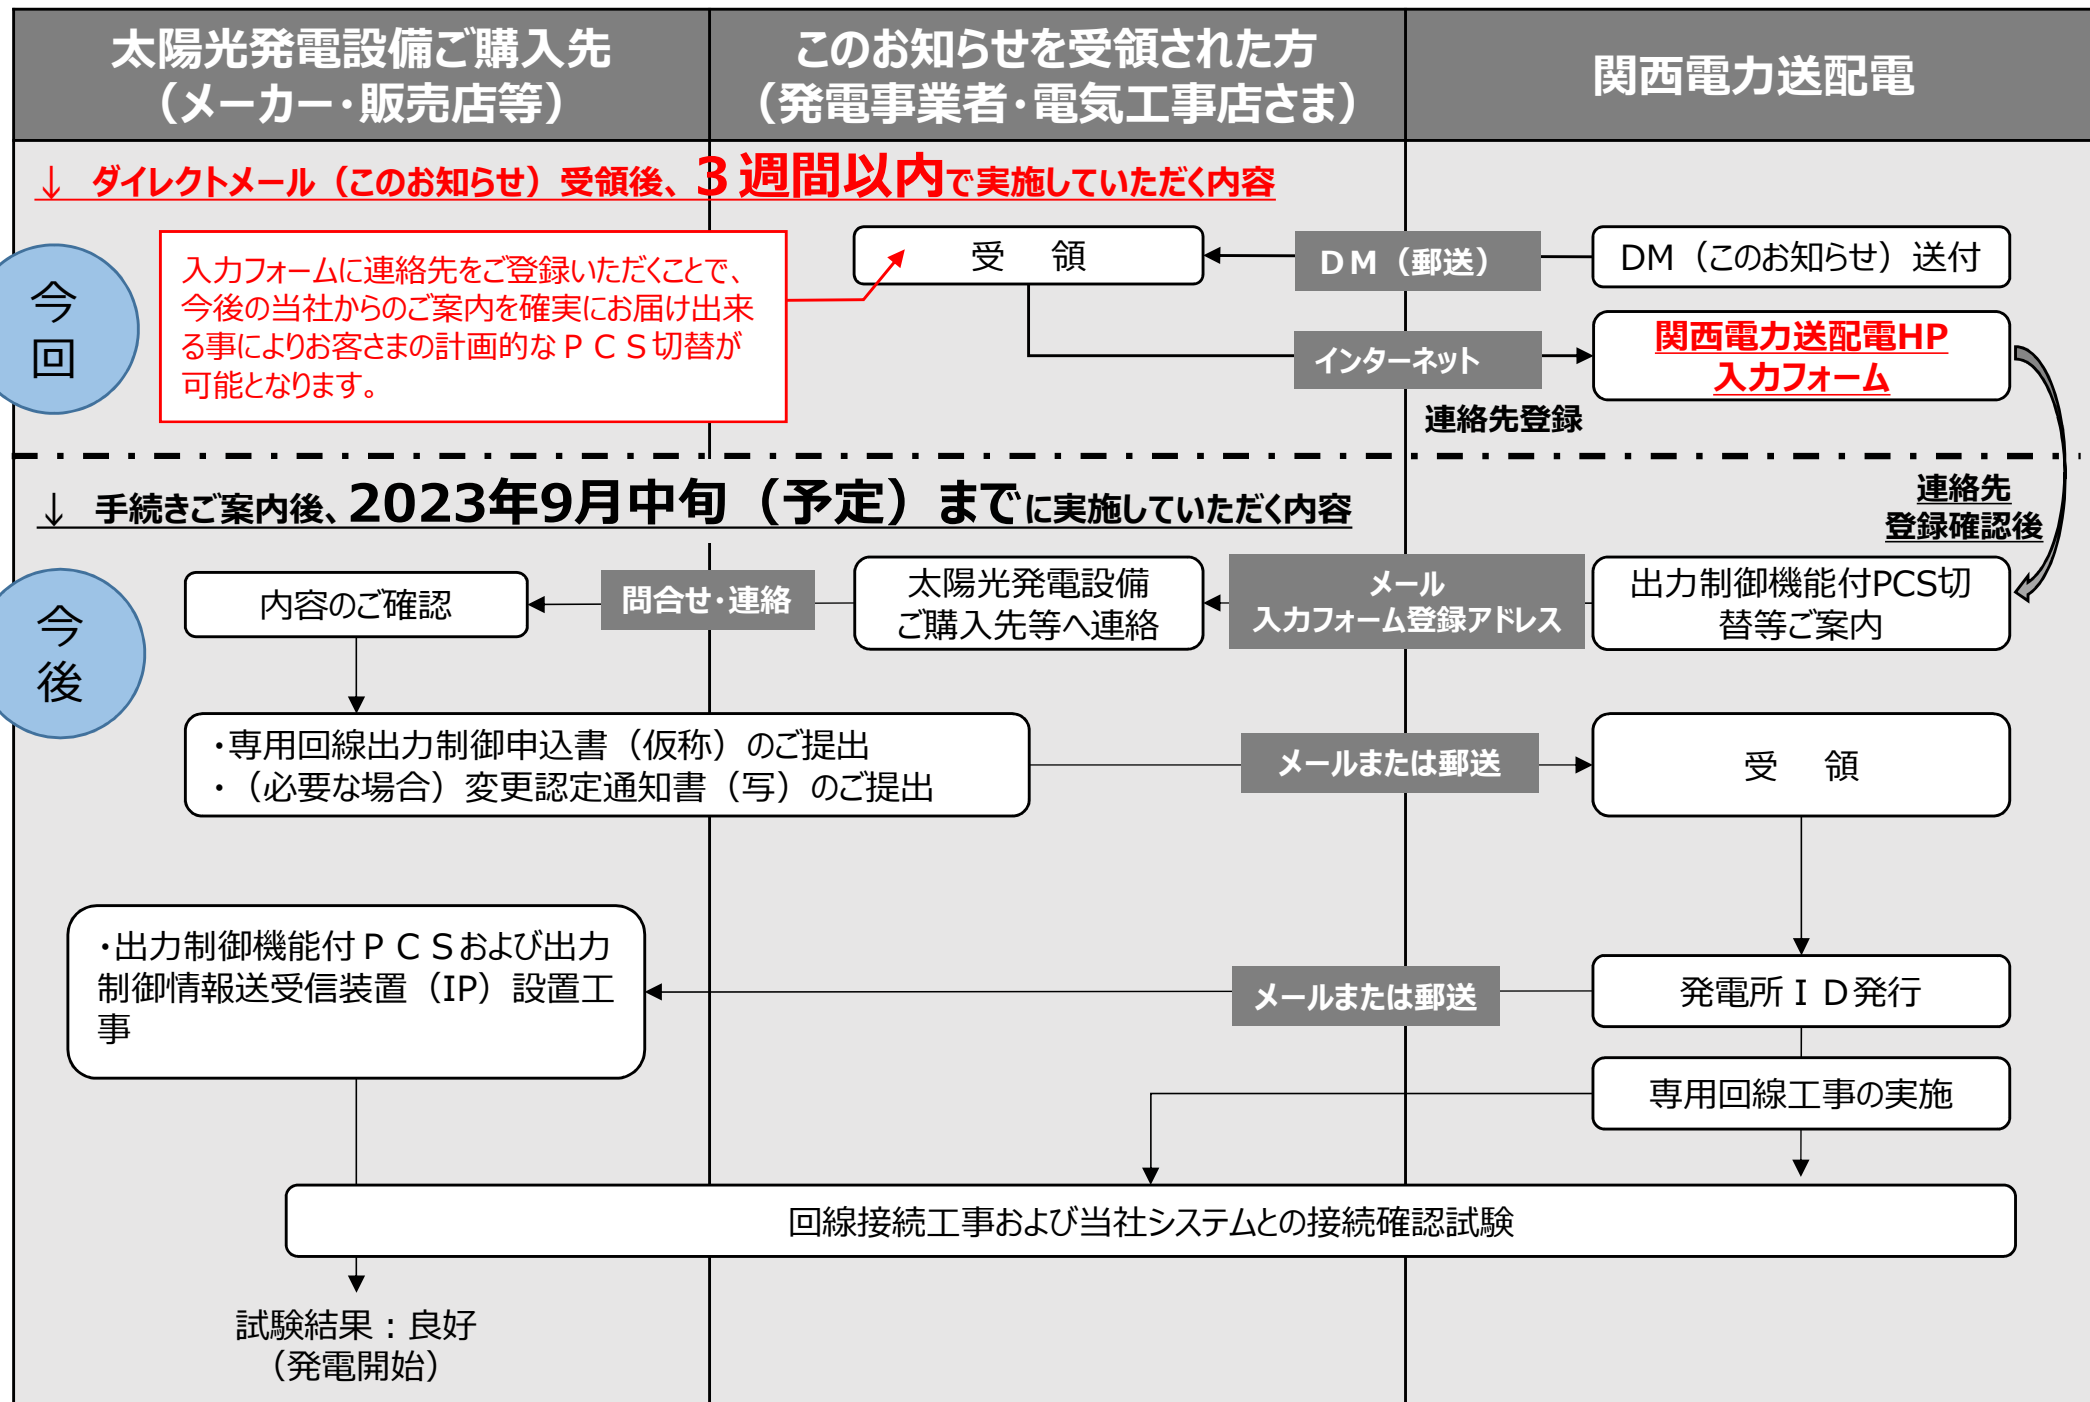 太陽光発電設備ご購入先
（メーカー・販売店等）
このお知らせを受領された方
（発電事業者・電気工事店さま）
関西電力送配電
↓ ダイレクトメール（このお知らせ）受領後、３週間以内で実施していただく内容
今
回
入力フォームに連絡先をご登録いただくことで、
今後の当社からのご案内を確実にお届け出来
る事によりお客さまの計画的なＰＣＳ切替が
可能となります。
受　領
ＤＭ（郵送）
DM（このお知らせ）送付
インターネット
関西電力送配電HP
入力フォーム
連絡先登録
↓ 手続きご案内後、2023年9月中旬（予定）までに実施していただく内容
連絡先
登録確認後
今
後
内容のご確認
問合せ・連絡
太陽光発電設備
ご購入先等へ連絡
メール
入力フォーム登録アドレス
出力制御機能付PCS切
替等ご案内
・専用回線出力制御申込書（仮称）のご提出
・（必要な場合）変更認定通知書（写）のご提出
メールまたは郵送
受　領
・出力制御機能付ＰＣＳおよび出力
制御情報送受信装置（IP）設置工
事
メールまたは郵送
発電所ＩＤ発行
専用回線工事の実施
回線接続工事および当社システムとの接続確認試験
試験結果：良好
（発電開始）